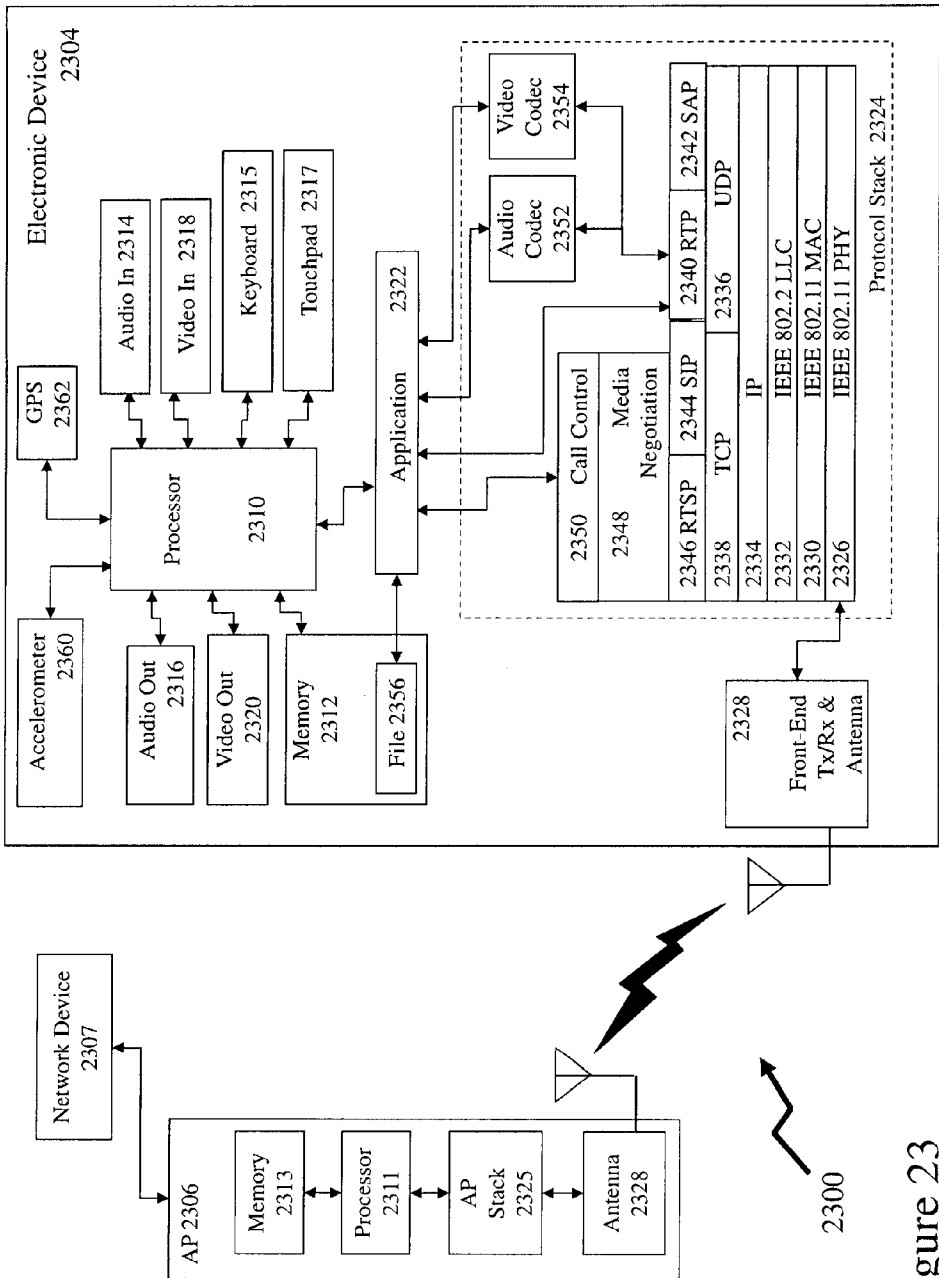 Electronic Device
2304
Accelerometer
2360
GPS
2362
Audio Out
2316
Video Out
2320
Memory
2312
File 2356
Processor
2310
Audio In 2314
Video In 2318
Keyboard 2315
Touchpad 2317
Application 2322
Audio
Codec
2352
Video
Codec
2354
2350 Call Control
2348 Media
Negotiation
2346 RTSP
2344 SIP
2340 RTP
2342 SAP
2338 TCP
2336 UDP
2334 IP
2332 IEEE 802.2 LLC
2330 IEEE 802.11 MAC
2326 IEEE 802.11 PHY
Protocol Stack 2324
2328
Front-End
Tx/Rx &
Antenna
Network Device
2307
AP 2306
Memory
2313
Processor
2311
AP
Stack
2325
Antenna
2328
2300
gure 23